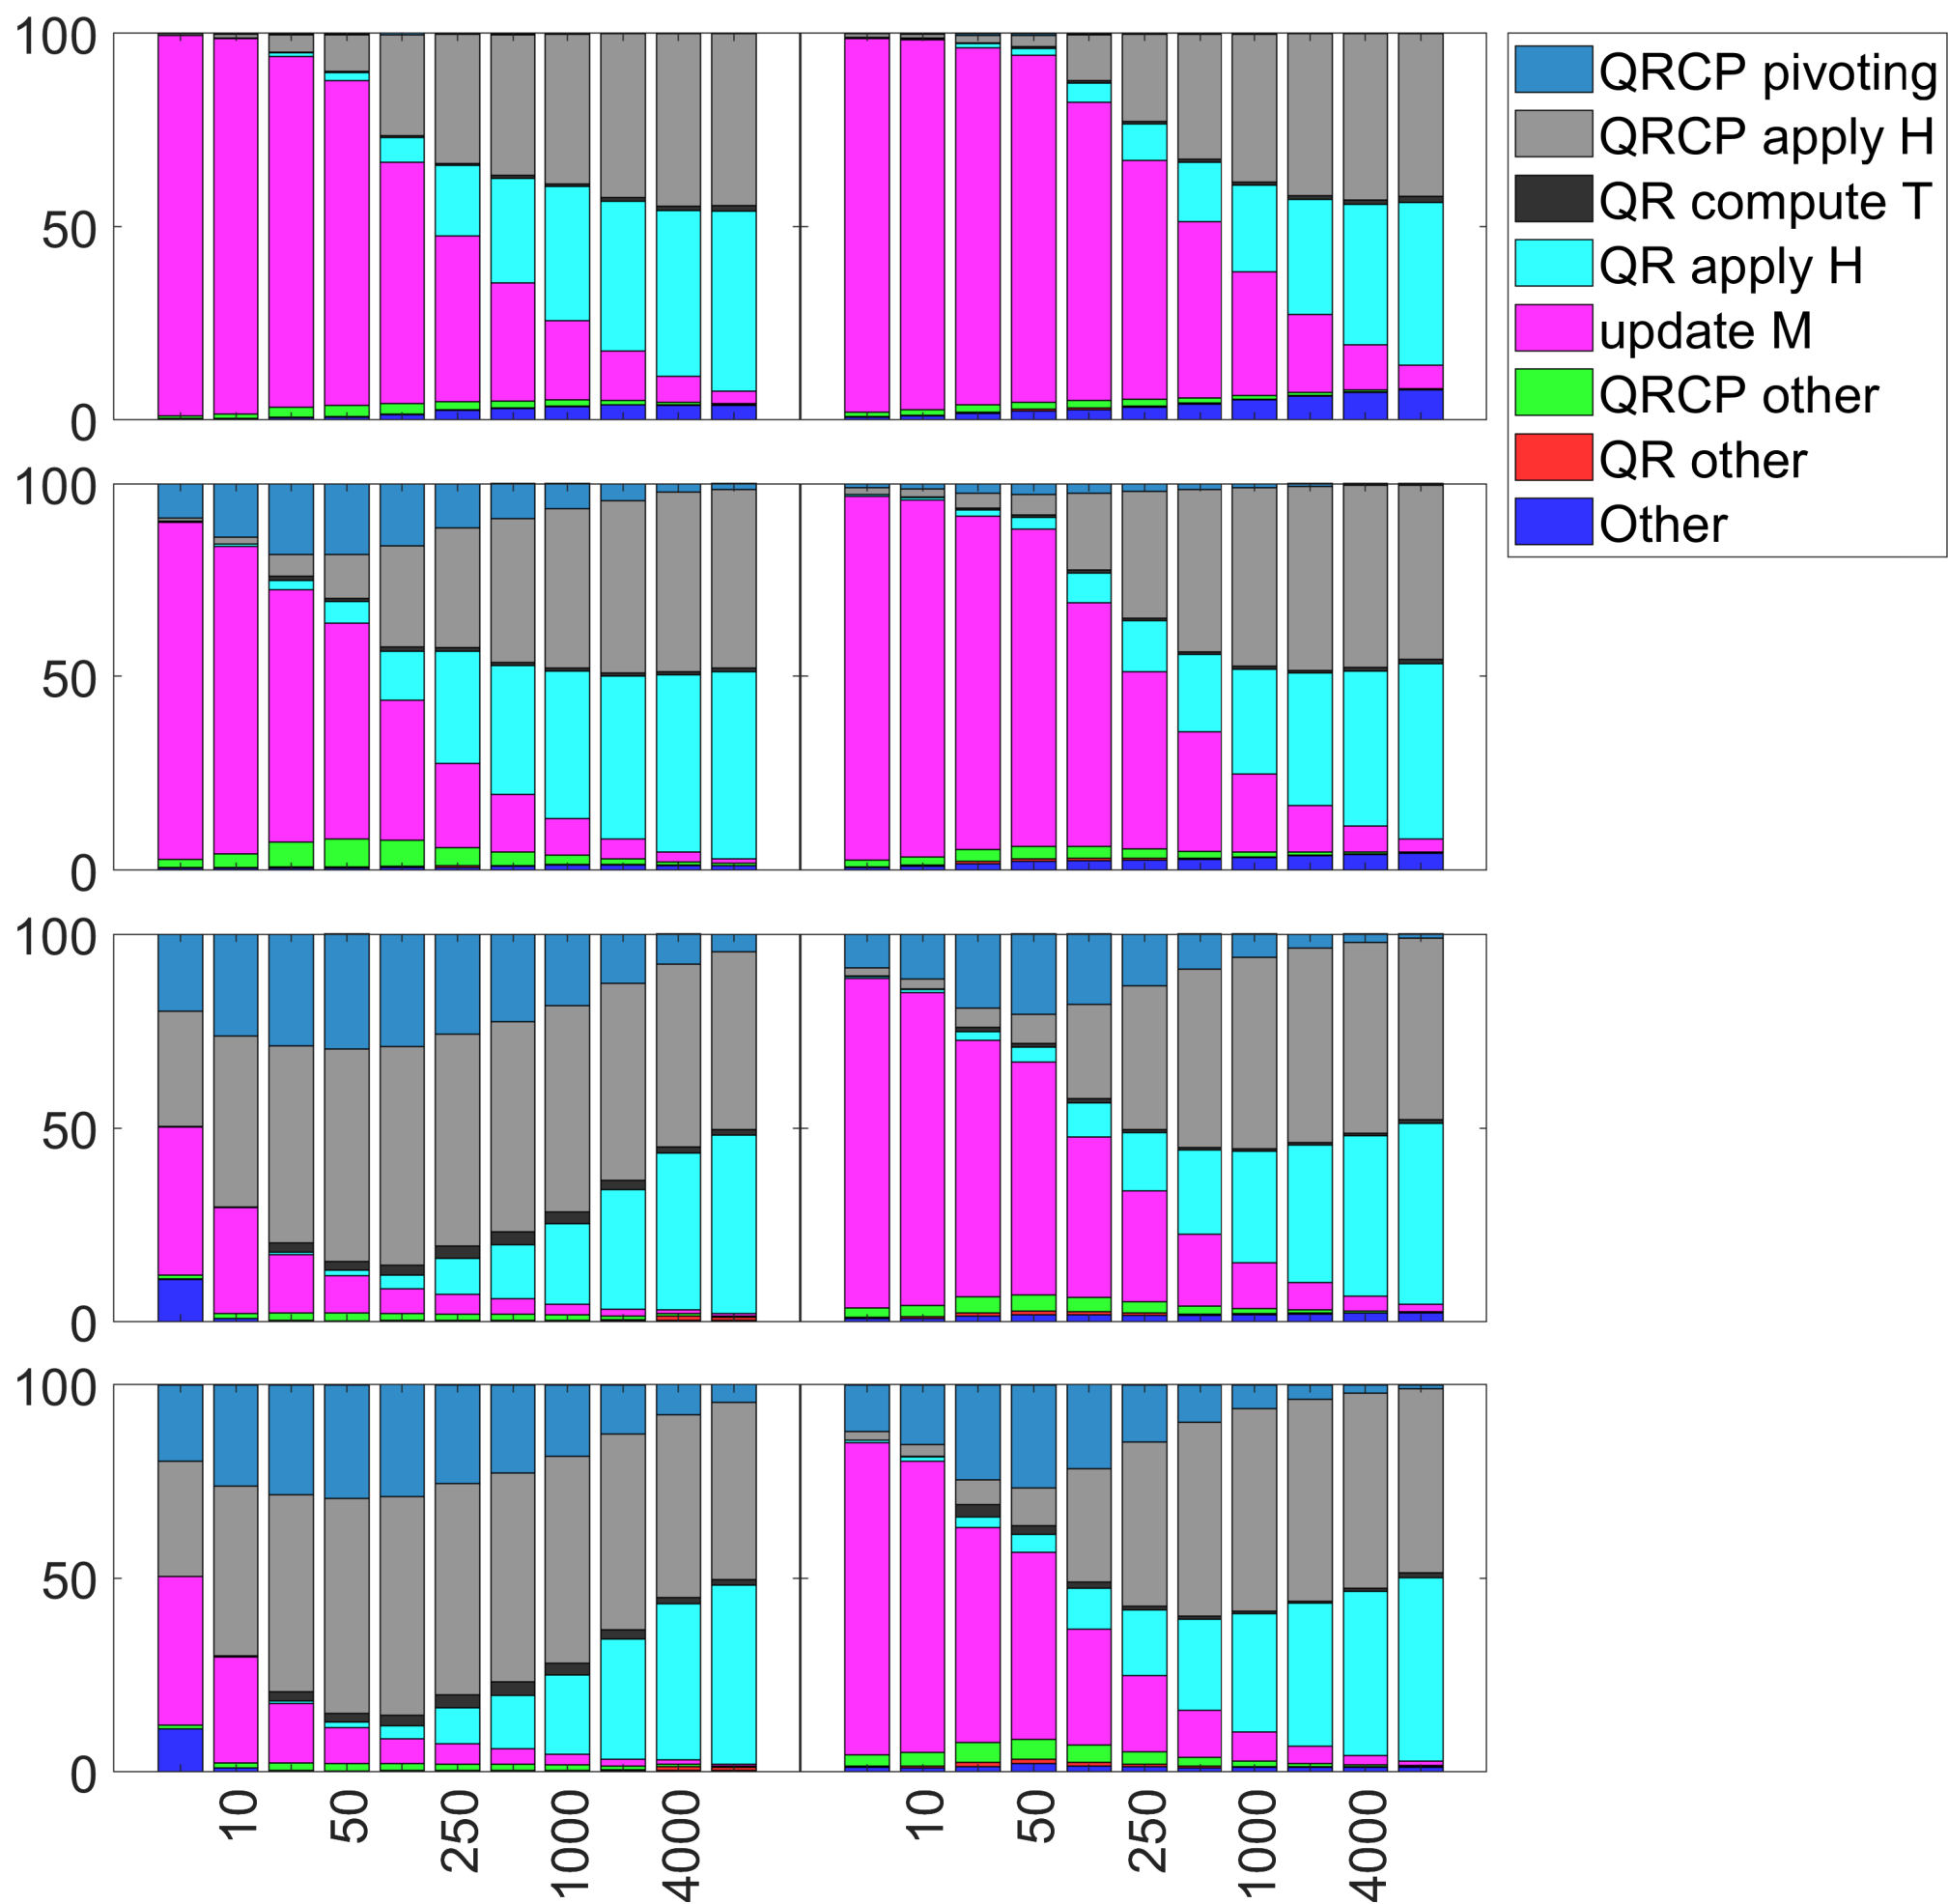 100
50
0
QRCP pivoting
QRCP apply H
QR compute T
QR apply H
update M
QRCP other
QR other
Other
100
50
0
100
50
0
100
50
0
10 50 250 1000 4000 10 50 250 1000 4000